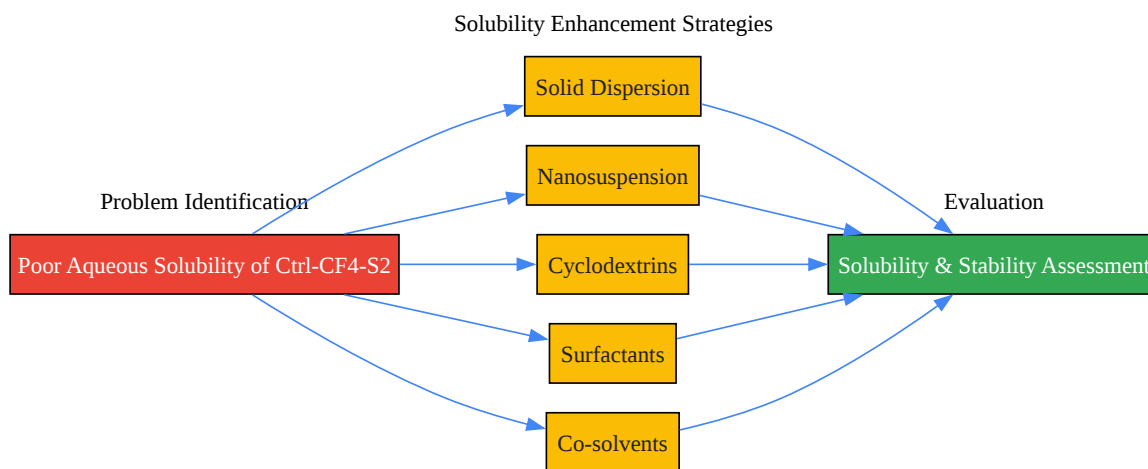 Solubility Enhancement Strategies
Solid Dispersion
Nanosuspension
Problem Identification
Evaluation
Poor Aqueous Solubility of Ctrl-CF4-S2
Cyclodextrins
Solubility & Stability Assessment
Surfactants
Co-solvents